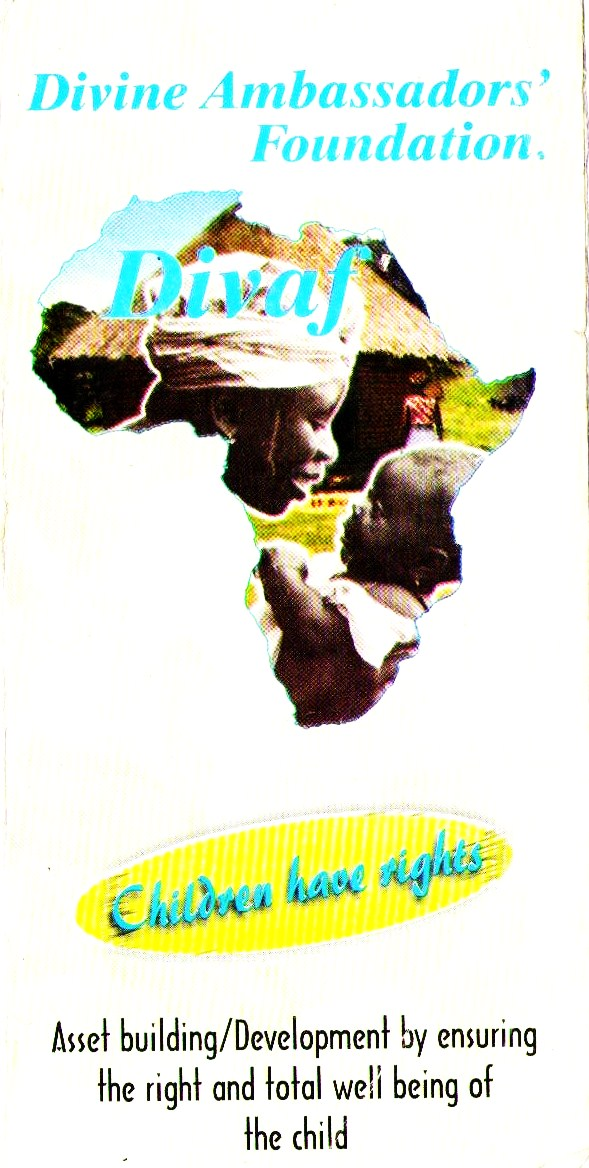 Divine Ambassadors'
Foundation.
Divaf
Children have rights
Asset building/Development by ensuring
the right and total well being of
the child